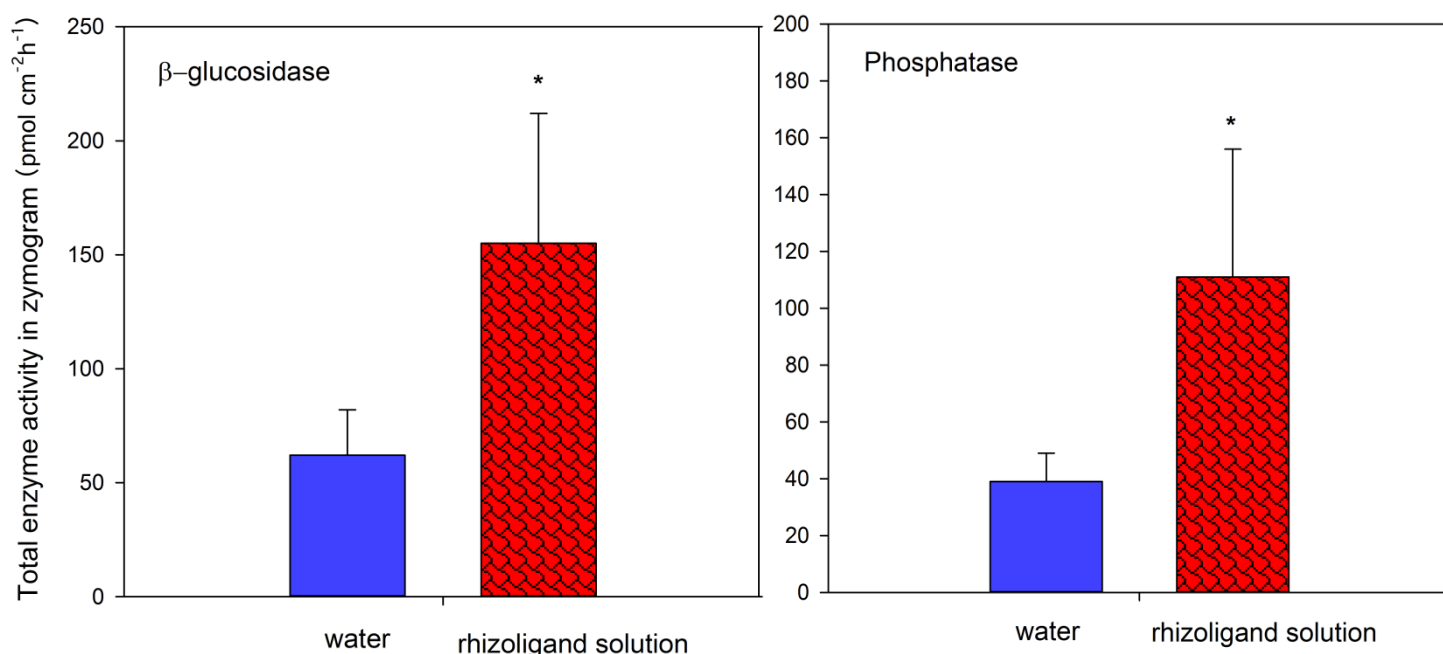 Total enzyme activity in zymogram (pmol cm⁻²h⁻¹)
β–glucosidase
*
250
200
150
100
50
0
water
rhizoligand solution
Phosphatase
*
200
180
160
140
120
100
80
60
40
20
0
water
rhizoligand solution